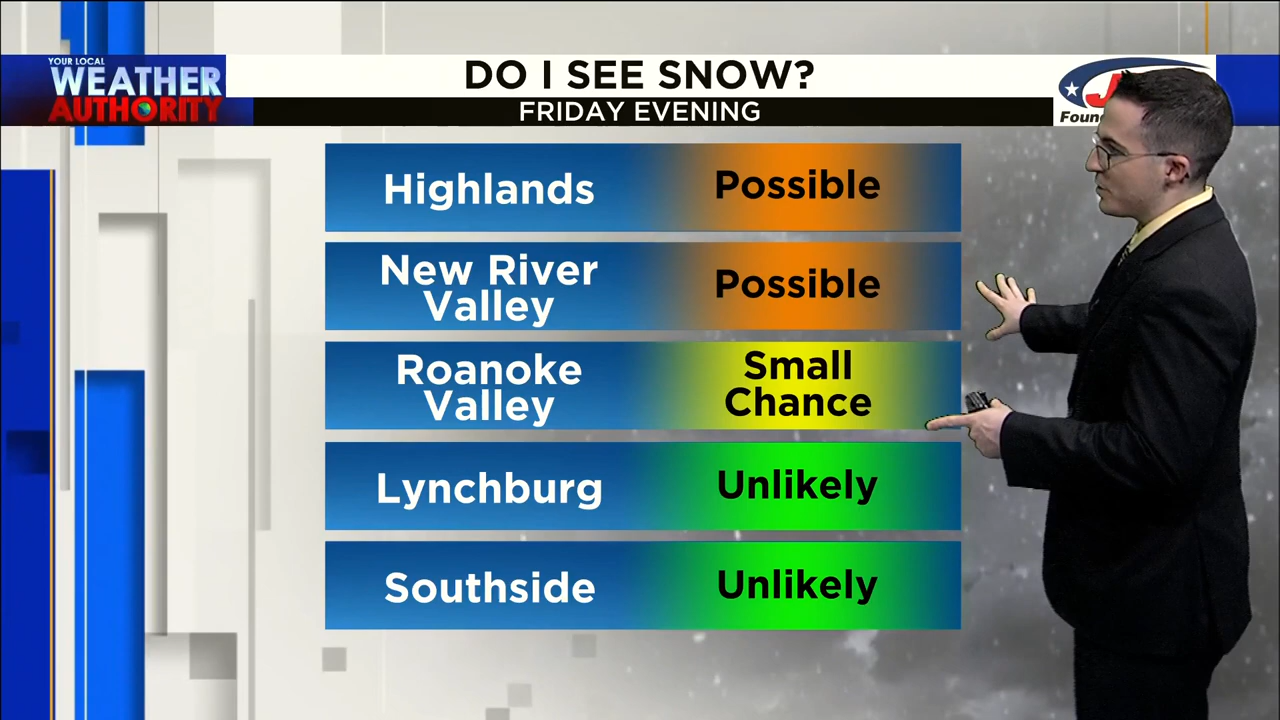 YOUR LOCAL
WEATHER
AUTHORITY
DO I SEE SNOW?
FRIDAY EVENING
Highlands
Possible
New River
Valley
Possible
Roanoke
Valley
Small
Chance
Lynchburg
Unlikely
Southside
Unlikely